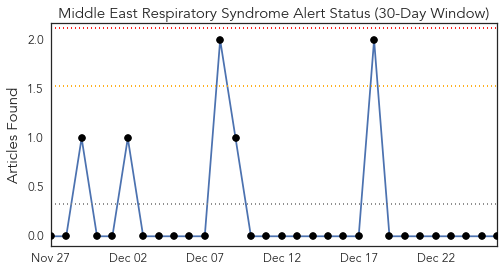 Middle East Respiratory Syndrome Alert Status (30-Day Window)
Articles Found
2.0
1.5
1.0
0.5
0.0
Nov 27 Dec 02 Dec 07 Dec 12 Dec 17 Dec 22